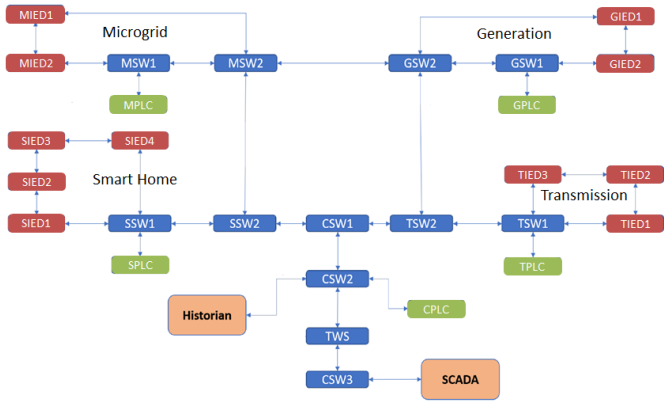 MIED1
Microgrid
Generation
GIED1
MIED2
MSW1
MSW2
GSW2
GSW1
GIED2
MPLC
GPLC
SIED3
SIED4
SIED2
Smart Home
TIED3
TIED2
Transmission
SIED1
SSW1
SSW2
CSW1
TSW2
TSW1
TIED1
SPLC
TPLC
CSW2
Historian
CPLC
TWS
CSW3
SCADA